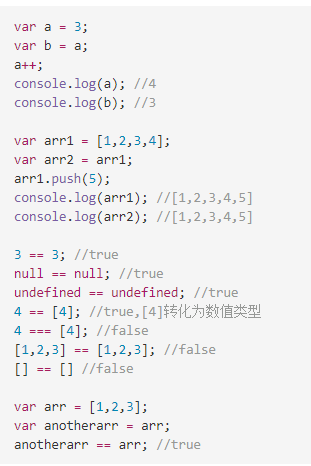 var a = 3;
var b = a;
a++;
console.log(a); //4
console.log(b); //3
var arr1 = [1,2,3,4];
var arr2 = arr1;
arr1.push(5);
console.log(arr1); //[1,2,3,4,5]
console.log(arr2); //[1,2,3,4,5]
3 == 3; //true
null == null; //true
undefined == undefined; //true
4 == [4]; //true,[4]转化为数值类型
4 === [4]; //false
[1,2,3] == [1,2,3]; //false
[] == [] //false
var arr = [1,2,3];
var anotherarr = arr;
anotherarr == arr; //true